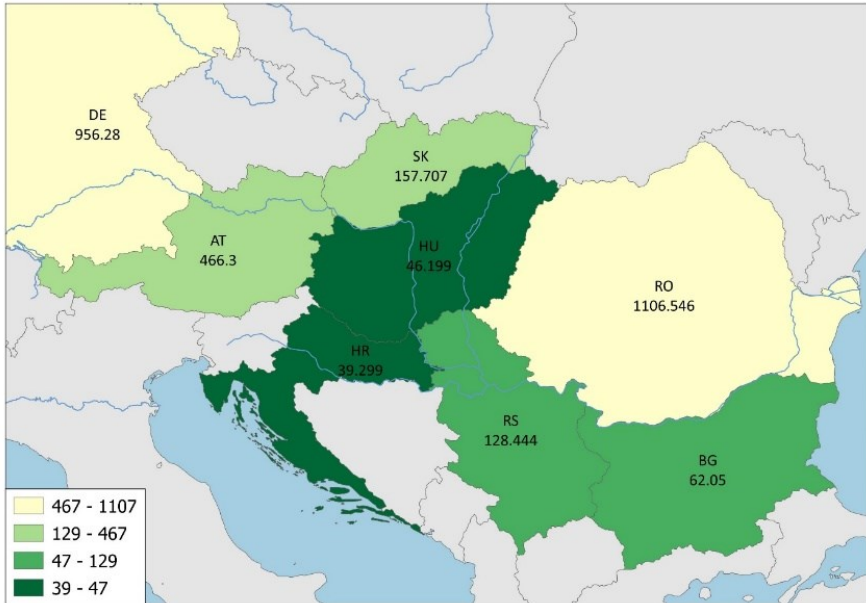 DE
956.28
SK
157.707
AT
466.3
HU
46.199
RO
1106.546
HR
39.299
RS
128.444
BG
62.05
467 - 1107
129 - 467
47 - 129
39 - 47